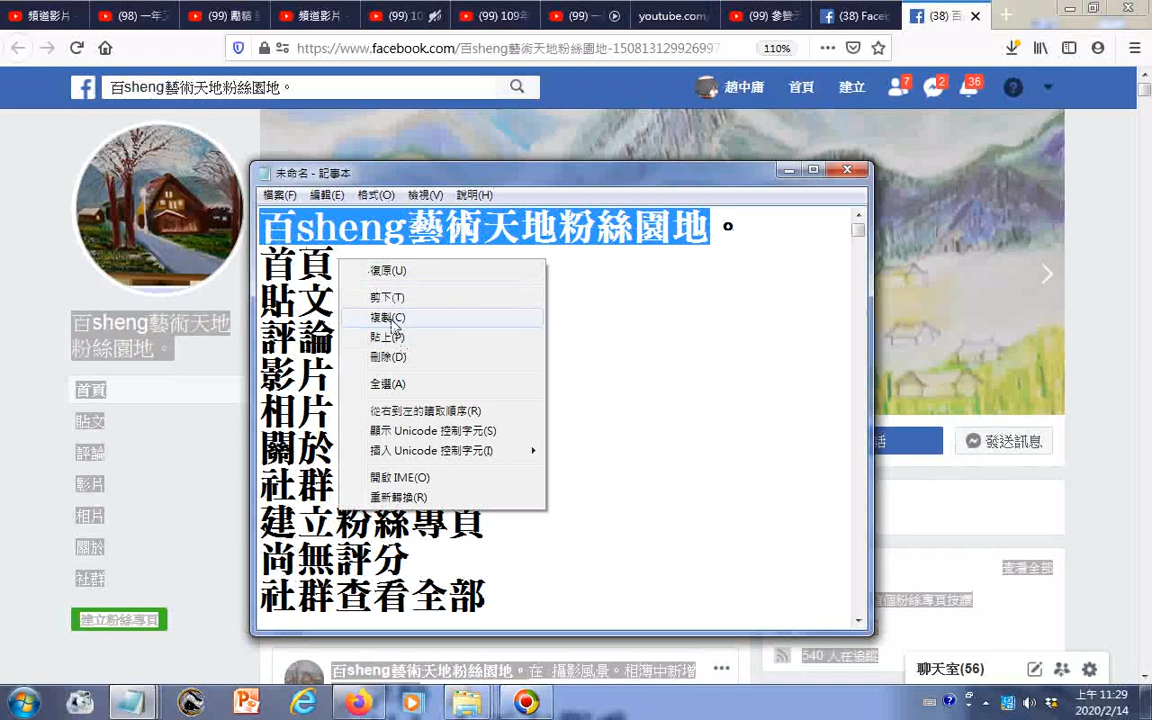 頻道影片
(98) 一年
(99) 勵
頻道影片
(99) 10
(99) 109年
(99) 一
youtube.com/
(99) 參贊
(38) Face
(38) 百
https://www.facebook.com/百sheng藝術天地粉絲園地-150813129926997
110%
百sheng藝術天地粉絲園地。
趙中庸
首頁
建立
7
2
36
百sheng藝術天地
粉絲園地。
首頁
貼文
評論
影片
相片
關於
社群
建立粉絲專頁
未命名 - 記事本
檔案(F)
編輯(E)
格式(O)
檢視(V)
說明(H)
百sheng藝術天地粉絲園地。
首頁
貼文
評論
影片
相片
關於
社群
建立粉絲專頁
尚無評分
社群查看全部
復原(U)
剪下(T)
複製(C)
貼上(P)
刪除(D)
全選(A)
從右到左的讀取順序(R)
顯示 Unicode 控制字元(S)
插入 Unicode 控制字元(I)
開啟 IME(O)
重新轉換(R)
話
發送訊息
查看全部
個粉絲專頁按讚
540 人在追蹤
百sheng藝術天地粉絲園地。在 -攝影風景。相簿中新增
聊天室(56)
上午 11:29
2020/2/14